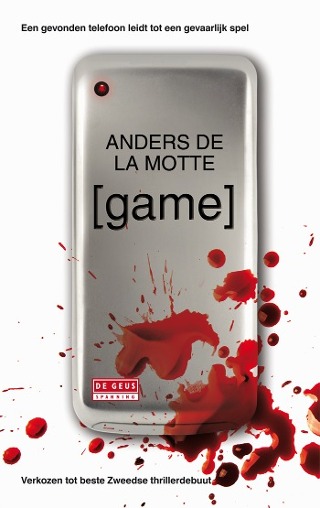 Een gevonden telefoon leidt tot een gevaarlijk spel
ANDERS DE
LA MOTTE
[game]
DE GEUS
SPANNING
Verkozen tot beste Zweedse thrillerdebuut